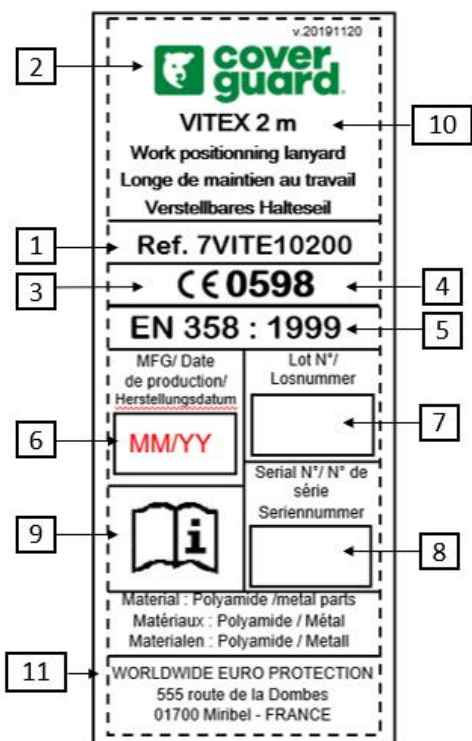 v.20191120
2
cover
guard
VITEX 2 m
10
Work positionning lanyard
Longe de maintien au travail
Verstellbares Halteseil
1
Ref. 7VITE10200
3
CE 0598
4
EN 358 : 1999
5
MFG/ Date
de production/
Herstellungsdatum
Lot N°/
Losnummer
6
MM/YY
7
Serial N°/ N° de
série
Seriennummer
9
i
8
Material : Polyamide /metal parts
Matériaux : Polyamide / Métal
Materialen : Polyamide / Metall
11
WORLDWIDE EURO PROTECTION
555 route de la Dombes
01700 Miribel - FRANCE